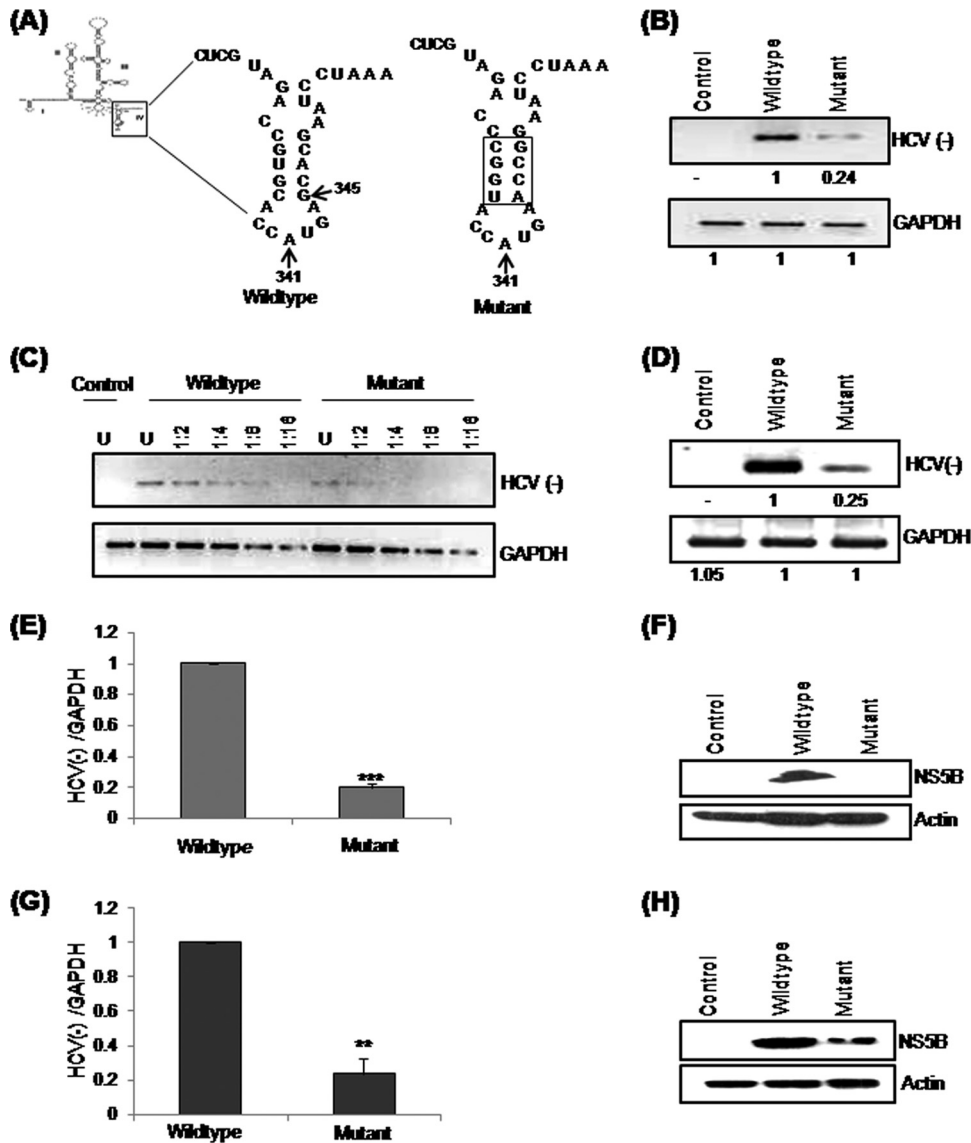 (A)
II
III
I
IV
CUCG
U
A
G
A
C
C
G
U
G
C
A
C
C
A
U
G
A
G
C
A
C
G
A
A
U
C
CUAAA
345
341
Wildtype
CUCG
U
A
G
A
C
C
C
G
G
U
A
C
C
A
U
G
A
A
C
C
G
G
A
A
U
C
CUAAA
341
Mutant
(B)
Control
Wildtype
Mutant
HCV (-)
- 1 0.24
GAPDH
1 1 1
(C)
Control Wildtype Mutant
U U 1:2 1:4 1:8 1:16 U 1:2 1:4 1:8 1:16
HCV (-)
GAPDH
(D)
Control
Wildtype
Mutant
HCV(-)
- 1 0.25
GAPDH
1.05 1 1
(E)
HCV(-) /GAPDH
1.2
1
0.8
0.6
0.4
0.2
0
***
Wildtype Mutant
(F)
Control
Wildtype
Mutant
NS5B
Actin
(G)
HCV(-) /GAPDH
1.2
1
0.8
0.6
0.4
0.2
0
**
Wildtype Mutant
(H)
Control
Wildtype
Mutant
NS5B
Actin